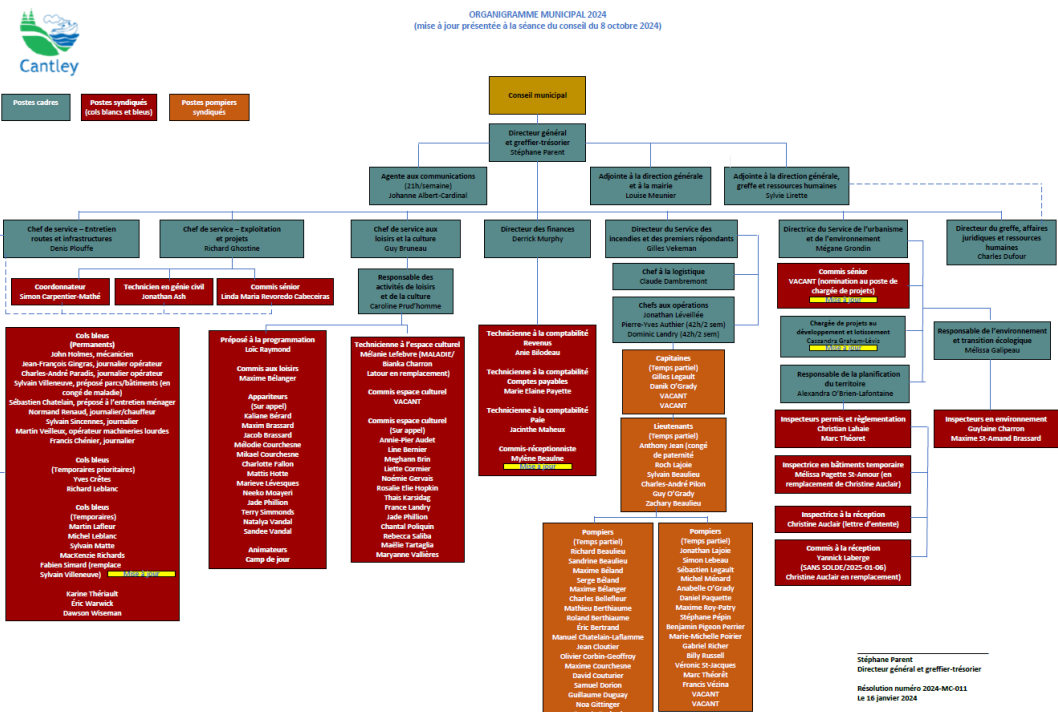 ORGANIGRAMME MUNICIPAL 2024
(mise à jour présentée à la séance du conseil du 8 octobre 2024)
Cantley
Postes cadres
Postes syndiqués
(cols blancs et bleus)
Postes pompiers
syndiqués
Conseil municipal
Directeur général
et greffier-trésorier
Stéphane Parent
Agente aux communications
(21h/semaine)
Johanne Albert-Cardinal
Adjointe à la direction générale
et à la mairie
Louise Meunier
Adjointe à la direction générale,
greffe et ressources humaines
Sylvie Lirette
Chef de service – Entretien
routes et infrastructures
Denis Plouffe
Chef de service – Exploitation
et projets
Richard Ghostine
Chef de service aux
loisirs et la culture
Guy Bruneau
Directeur des finances
Derrick Murphy
Directeur du Service des
incendies et des premiers répondants
Gilles Vekeman
Directrice du Service de l'urbanisme
et de l'environnement
Mégane Grondin
Directeur du greffe, affaires
juridiques et ressources
humaines
Charles Dufour
Coordonnateur
Simon Carpentier-Mathé
Technicien en génie civil
Jonathan Ash
Commis sénior
Linda Maria Revoredo Cabeceiras
Responsable des
activités de loisirs
et de la culture
Caroline Prud'homme
Chef à la logistique
Claude Dambremont
Chefs aux opérations
Jonathan Léveillée
Pierre-Yves Authier (42h/2 sem)
Dominic Landry (42h/2 sem)
Commis sénior
VACANT (nomination au poste de
chargée de projets)
Mise à jour
Chargée de projets au
développement et lotissement
Cassandra Graham-Lévis
Mise à jour
Responsable de la planification
du territoire
Alexandra O'Brien-Lafontaine
Responsable de l'environnement
et transition écologique
Mélissa Galipeau
Cols bleus
(Permanents)
John Holmes, mécanicien
Jean-François Gingras, journalier opérateur
Charles-André Paradis, journalier opérateur
Sylvain Villeneuve, préposé parcs/bâtiments (en
congé de maladie)
Sébastien Chatelain, préposé à l'entretien ménager
Normand Renaud, journalier/chauffeur
Sylvain Sincennes, journalier
Martin Veilleux, opérateur machineries lourdes
Francis Chénier, journalier
Cols bleus
(Temporaires prioritaires)
Yves Crêtes
Richard Leblanc
Cols bleus
(Temporaires)
Martin Lafleur
Michel Leblanc
Sylvain Matte
MacKenzie Richards
Fabien Simard (remplace
Sylvain Villeneuve) Mise à jour
Karine Thériault
Éric Warwick
Dawson Wiseman
Préposé à la programmation
Loïc Raymond
Commis aux loisirs
Maxime Bélanger
Appariteurs
(Sur appel)
Kaliane Bérard
Maxim Brassard
Jacob Brassard
Mélodie Courchesne
Mikael Courchesne
Charlotte Fallon
Mattis Hotte
Marieve Lévesques
Neeko Moayeri
Jade Phillion
Terry Simmonds
Natalya Vandal
Sandee Vandal
Animateurs
Camp de jour
Technicienne à l'espace culturel
Mélanie Lefebvre (MALADIE/
Bianka Charron
Latour en remplacement)
Commis espace culturel
VACANT
Commis espace culturel
(Sur appel)
Annie-Pier Audet
Line Bernier
Meghann Brin
Liette Cormier
Noémie Gervais
Rosalie Elie Hopkin
Thais Karsidag
France Landry
Jade Phillion
Chantal Poliquin
Rebecca Saliba
Maëlie Tartaglia
Maryanne Vallières
Technicienne à la comptabilité
Revenus
Anie Bilodeau
Technicienne à la comptabilité
Comptes payables
Marie Elaine Payette
Technicienne à la comptabilité
Paie
Jacinthe Maheux
Commis-réceptionniste
Mylène Beaulne
Mise à jour
Capitaines
(Temps partiel)
Gilles Legault
Danik O'Grady
VACANT
VACANT
Lieutenants
(Temps partiel)
Anthony Jean (congé
de paternité
Roch Lajoie
Sylvain Beaulieu
Charles-André Pilon
Guy O'Grady
Zachary Beaulieu
Pompiers
(Temps partiel)
Richard Beaulieu
Sandrine Beaulieu
Maxime Béland
Serge Béland
Maxime Bélanger
Charles Bellefleur
Mathieu Berthiaume
Roland Berthiaume
Éric Bertrand
Manuel Chatelain-Laflamme
Jean Cloutier
Olivier Corbin-Geoffroy
Maxime Courchesne
David Couturier
Samuel Dorion
Guillaume Duguay
Noa Gittinger
Pompiers
(Temps partiel)
Jonathan Lajoie
Simon Lebeau
Sébastien Legault
Michel Ménard
Anabelle O'Grady
Daniel Paquette
Maxime Roy-Patry
Stéphane Pépin
Benjamin Pigeon Perrier
Marie-Michelle Poirier
Gabriel Richer
Billy Russell
Véronic St-Jacques
Marc Théorêt
Francis Vézina
VACANT
VACANT
Inspecteurs permis et règlementation
Christian Lahaie
Marc Théoret
Inspectrice en bâtiments temporaire
Mélissa Pagette St-Amour (en
remplacement de Christine Auclair)
Inspectrice à la réception
Christine Auclair (lettre d'entente)
Commis à la réception
Yannick Laberge
(SANS SOLDE/2025-01-06)
Christine Auclair en remplacement)
Inspecteurs en environnement
Guylaine Charron
Maxime St-Amand Brassard
Stéphane Parent
Directeur général et greffier-trésorier
Résolution numéro 2024-MC-011
Le 16 janvier 2024